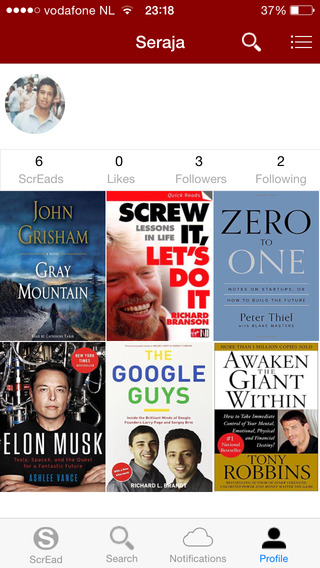 vodafone NL 23:18 37%
Seraja
6 0 3 2
ScrEads Likes Followers Following
JOHN
GRISHAM
A NOVEL
GRAY
MOUNTAIN
Quick Reads
SCREW
IT,
LESSONS
IN LIFE
LET'S
DO
IT
RICHARD
BRANSON
ZERO
TO
ONE
NOTES ON STARTUPS, OR
HOW TO BUILD THE FUTURE
Peter Thiel
WITH BLAKE MASTERS
NEW YORK TIMES
BESTSELLER
ELON MUSK
Tesla, SpaceX, and the Quest
for a Fantastic Future
ASHLEE VANCE
THE
GOOGLE
GUYS
Inside the Brilliant Minds of Google
Founders Larry Page and Sergey Brin
RICHARD L. BRANDT
MORE THAN 1 MILLION COPIES SOLD
AWAKEN
THE
GIANT
WITHIN
How to Take Immediate
Control of Your Mental,
Emotional, Physical
and Financial
Destiny!
#1
National
Bestseller
TONY
ROBBINS
ScrEad Search Notifications Profile